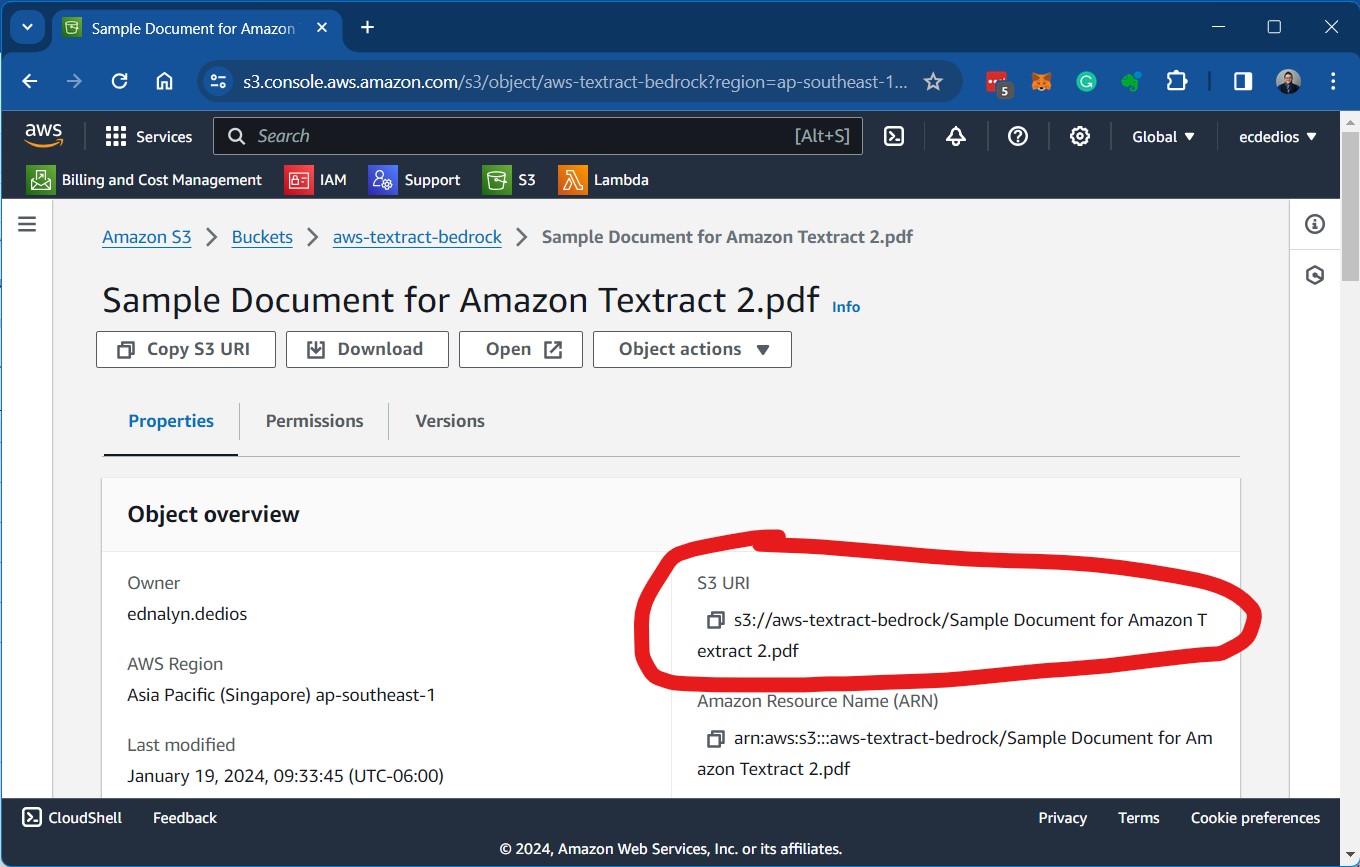 Sample Document for Amazon
s3.console.aws.amazon.com/s3/object/aws-textract-bedrock?region=ap-southeast-1...
5
aws
Services
Search
[Alt+S]
Global
ecdedios
Billing and Cost Management
IAM
Support
S3
Lambda
Amazon S3 > Buckets > aws-textract-bedrock > Sample Document for Amazon Textract 2.pdf
Sample Document for Amazon Textract 2.pdf Info
Copy S3 URI
Download
Open
Object actions
Properties
Permissions
Versions
Object overview
Owner
ednalyn.dedios
AWS Region
Asia Pacific (Singapore) ap-southeast-1
Last modified
January 19, 2024, 09:33:45 (UTC-06:00)
S3 URI
s3://aws-textract-bedrock/Sample Document for Amazon T
extract 2.pdf
Amazon Resource Name (ARN)
arn:aws:s3:::aws-textract-bedrock/Sample Document for Am
azon Textract 2.pdf
CloudShell
Feedback
Privacy
Terms
Cookie preferences
© 2024, Amazon Web Services, Inc. or its affiliates.